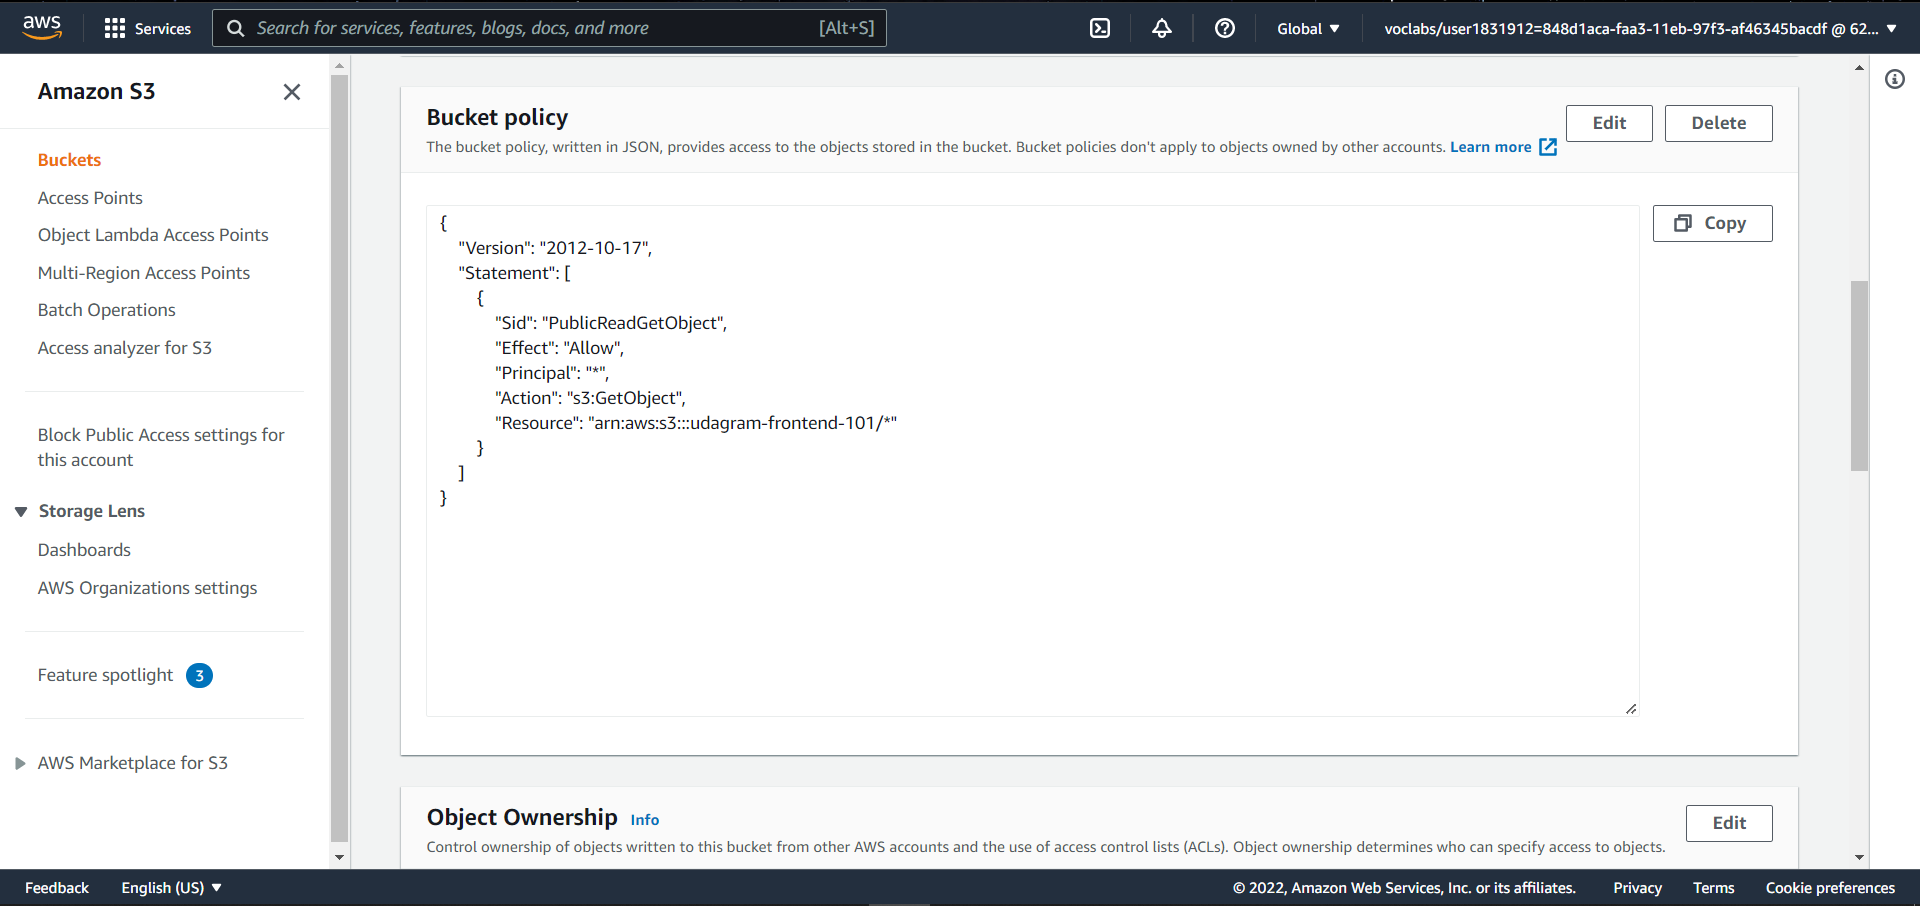 aws
Services
Search for services, features, blogs, docs, and more
[Alt+S]
Global
voclabs/user1831912=848d1aca-faa3-11eb-97f3-af46345bacdf @ 62...
Amazon S3
Buckets
Access Points
Object Lambda Access Points
Multi-Region Access Points
Batch Operations
Access analyzer for S3
Block Public Access settings for
this account
Storage Lens
Dashboards
AWS Organizations settings
Feature spotlight 3
AWS Marketplace for S3
Bucket policy
The bucket policy, written in JSON, provides access to the objects stored in the bucket. Bucket policies don't apply to objects owned by other accounts. Learn more
Edit
Delete
{
"Version": "2012-10-17",
"Statement": [
{
"Sid": "PublicReadGetObject",
"Effect": "Allow",
"Principal": "*",
"Action": "s3:GetObject",
"Resource": "arn:aws:s3:::udagram-frontend-101/*"
}
]
}
Copy
Object Ownership Info
Control ownership of objects written to this bucket from other AWS accounts and the use of access control lists (ACLs). Object ownership determines who can specify access to objects.
Edit
Feedback
English (US)
© 2022, Amazon Web Services, Inc. or its affiliates.
Privacy
Terms
Cookie preferences